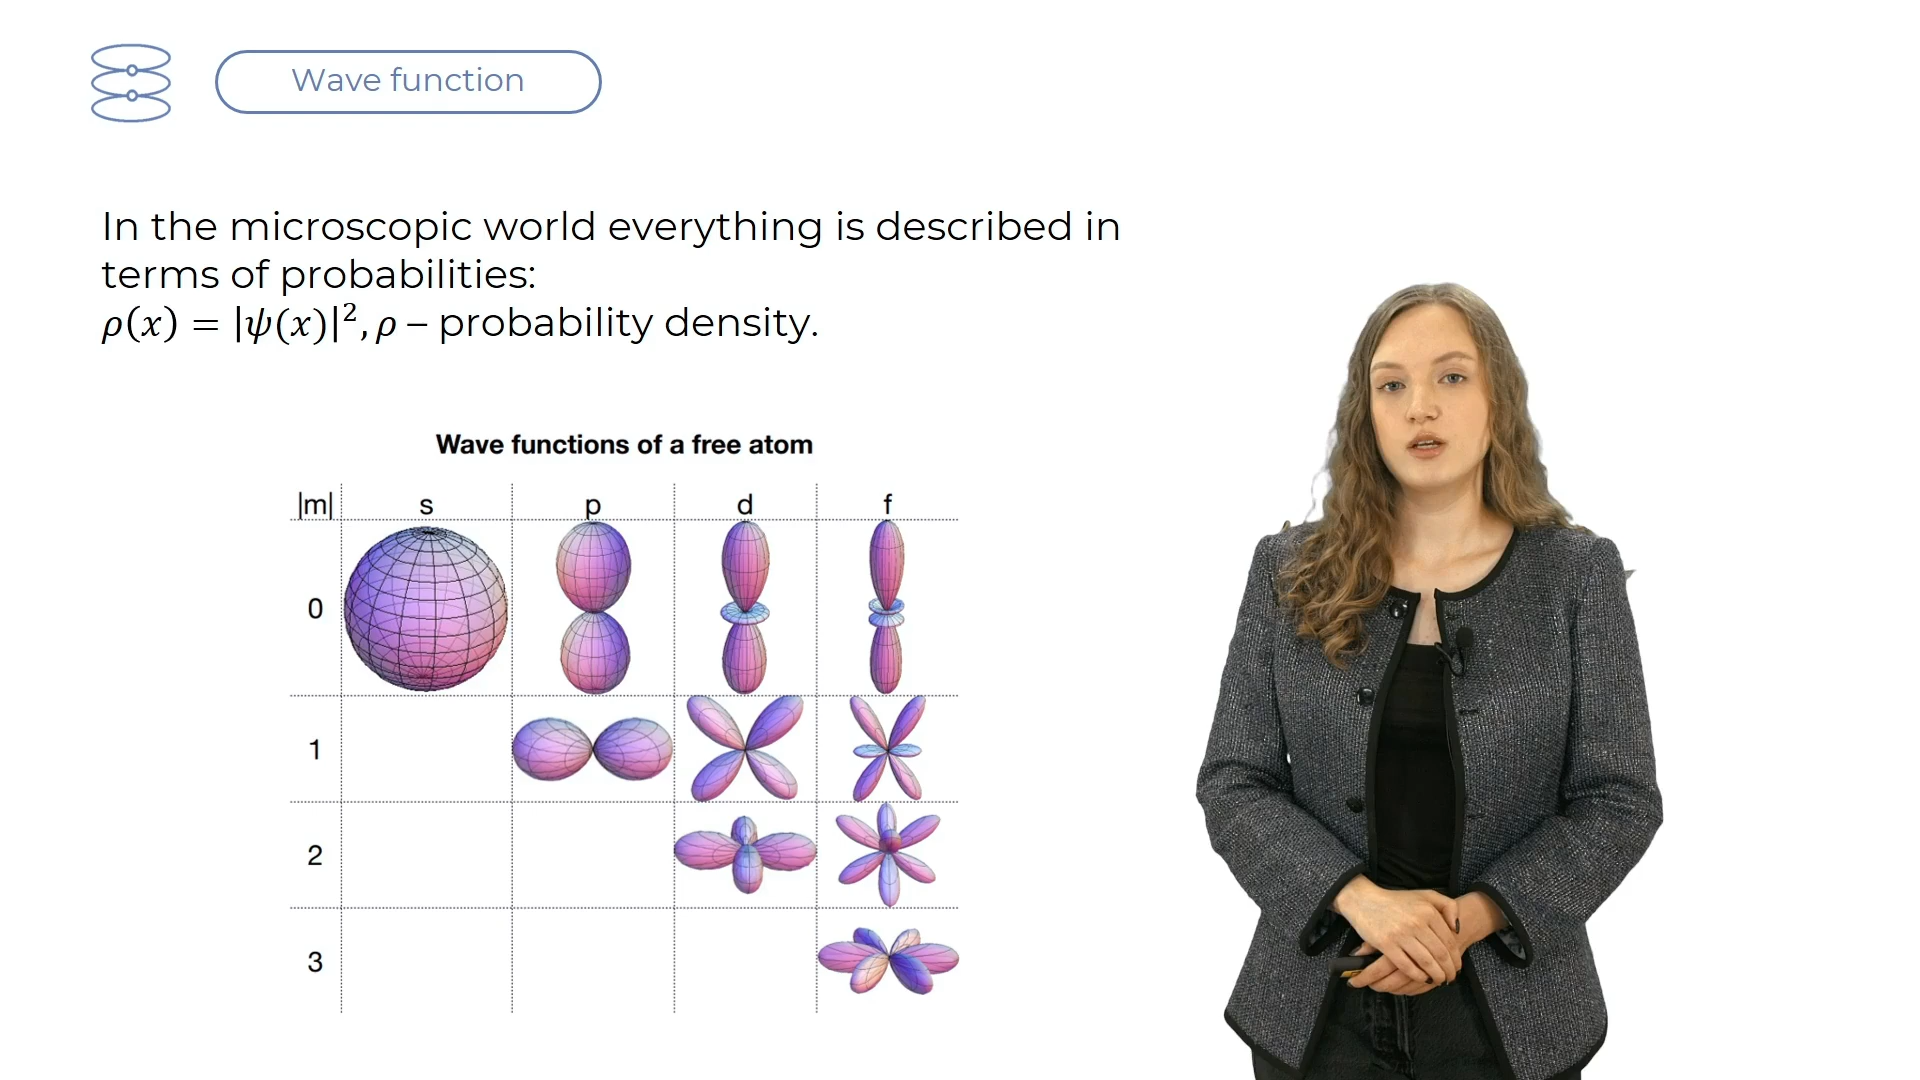 Wave function
In the microscopic world everything is described in
terms of probabilities:
ρ(x) = |ψ(x)|², ρ – probability density.
Wave functions of a free atom
|m| s p d f
0
1
2
3